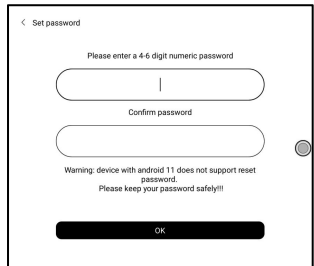 < Set password
Please enter a 4-6 digit numeric password
Confirm password
Warning: device with android 11 does not support reset
password.
Please keep your password safely!!!
OK